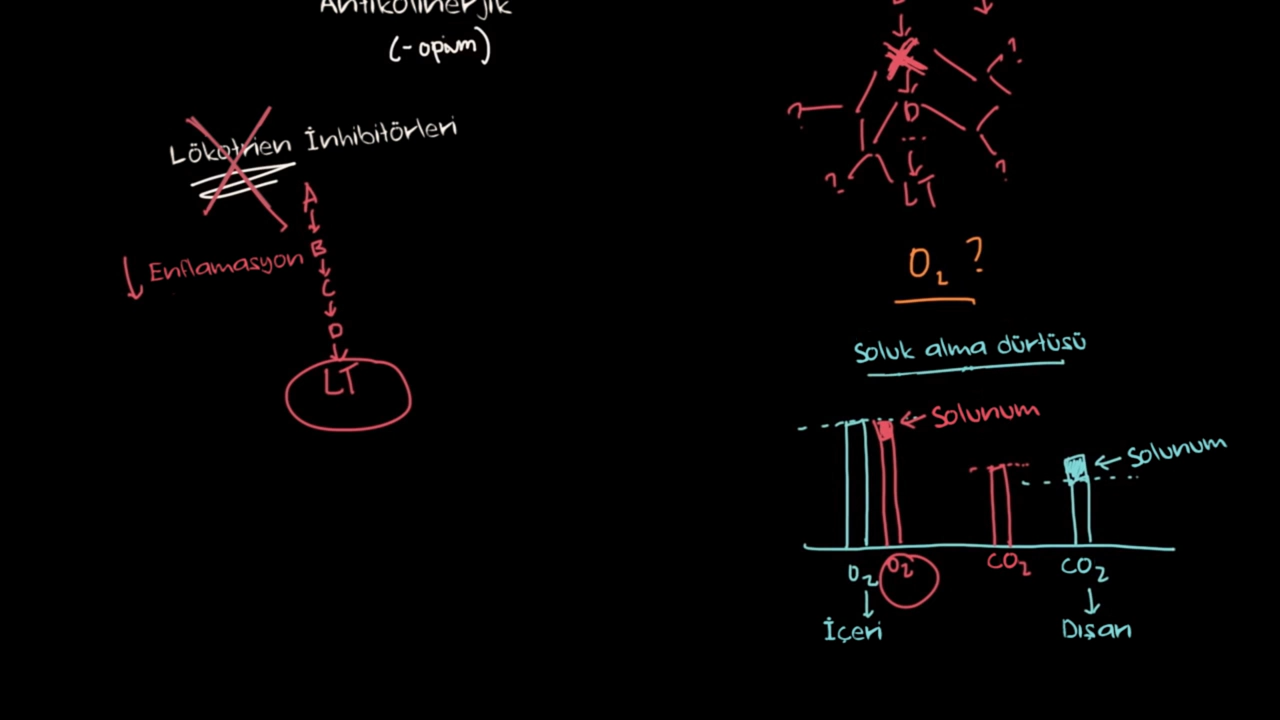 Antikolinerjik
(-opium)
Lökotrien İnhibitörleri
A
B
↓ Enflamasyon
C
D
LT
?
?
D
...
?
?
LT
O₂ ?
Soluk alma dürtüsü
← Solunum
← Solunum
O₂ O₂ CO₂ CO₂
İçeri Dışarı